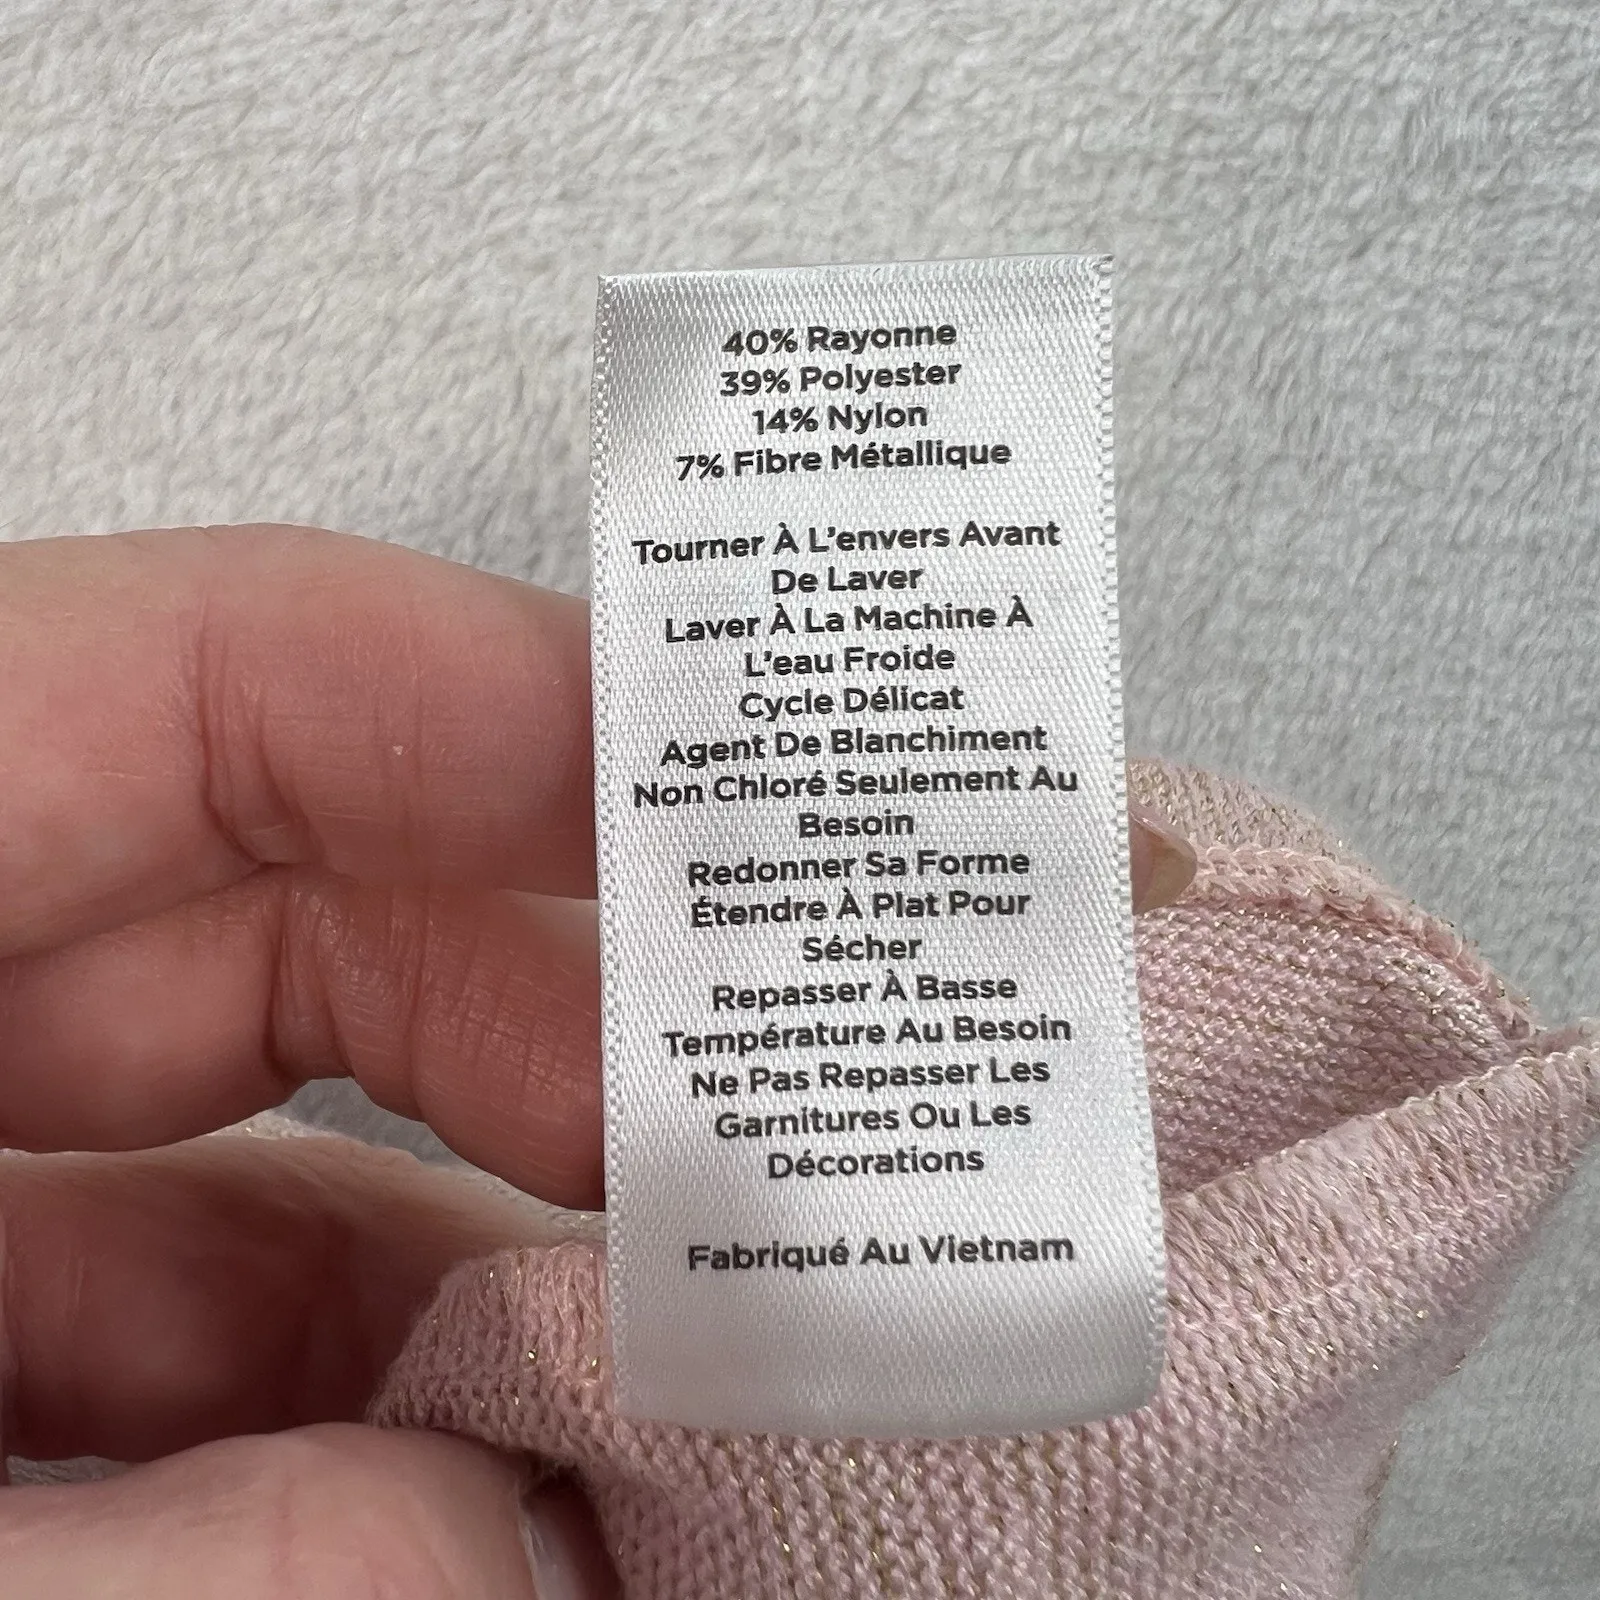 40% Rayonne
39% Polyester
14% Nylon
7% Fibre Métallique
Tourner À L'envers Avant
De Laver
Laver À La Machine À
L'eau Froide
Cycle Délicat
Agent De Blanchiment
Non Chloré Seulement Au
Besoin
Redonner Sa Forme
Étendre À Plat Pour
Sécher
Repasser À Basse
Température Au Besoin
Ne Pas Repasser Les
Garnitures Ou Les
Décorations
Fabriqué Au Vietnam